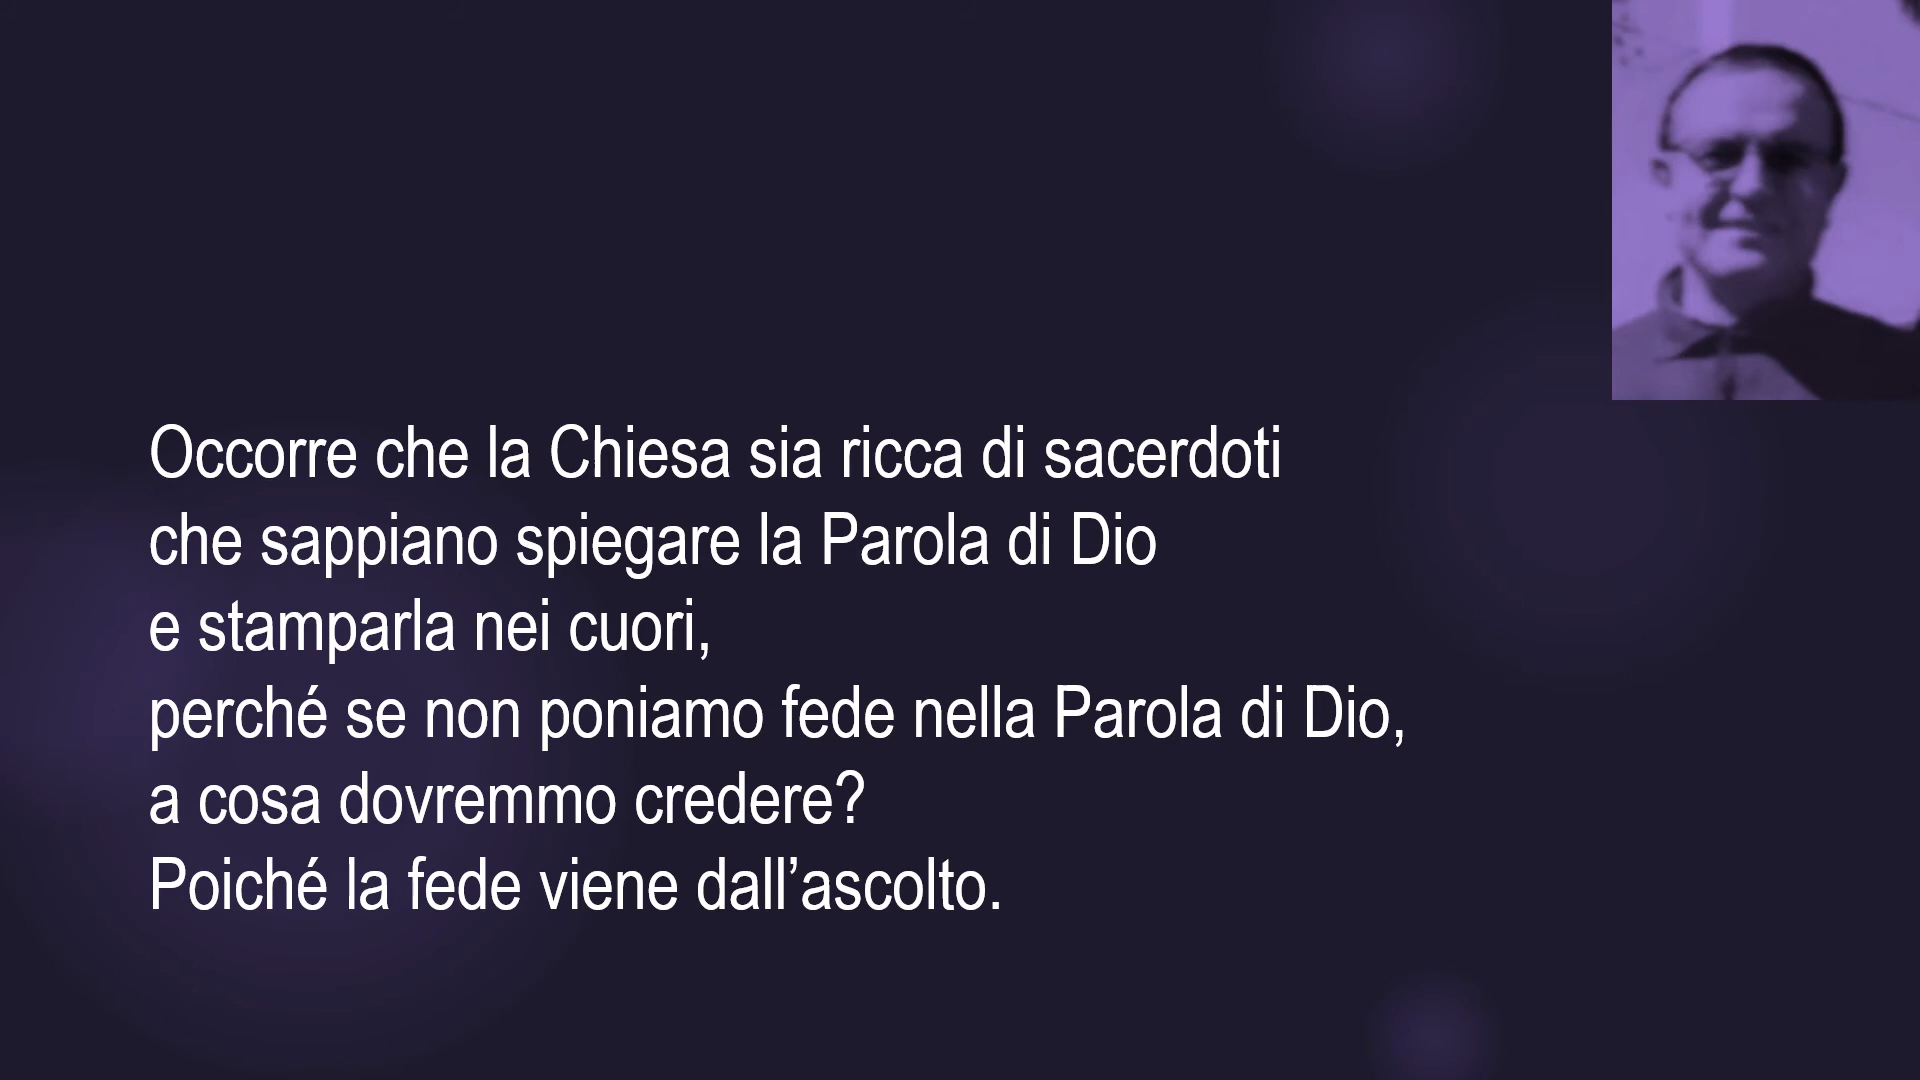 Occorre che la Chiesa sia ricca di sacerdoti
che sappiano spiegare la Parola di Dio
e stamparla nei cuori,
perché se non poniamo fede nella Parola di Dio,
a cosa dovremmo credere?
Poiché la fede viene dall’ascolto.